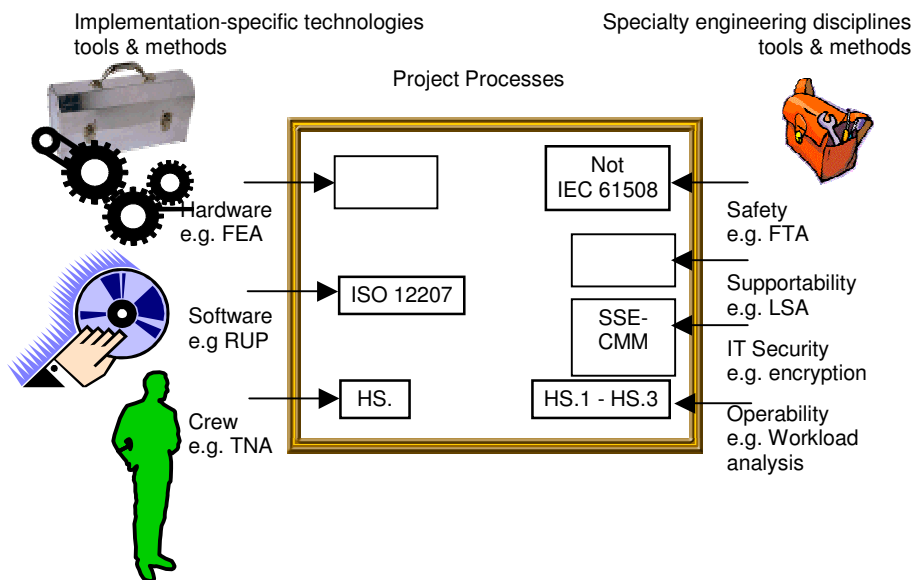 Implementation-specific technologies
tools & methods
Specialty engineering disciplines
tools & methods
Project Processes
Not
IEC 61508
Hardware
e.g. FEA
Safety
e.g. FTA
ISO 12207
Software
e.g RUP
Supportability
e.g. LSA
SSE-
CMM
IT Security
e.g. encryption
HS.
HS.1 - HS.3
Crew
e.g. TNA
Operability
e.g. Workload
analysis